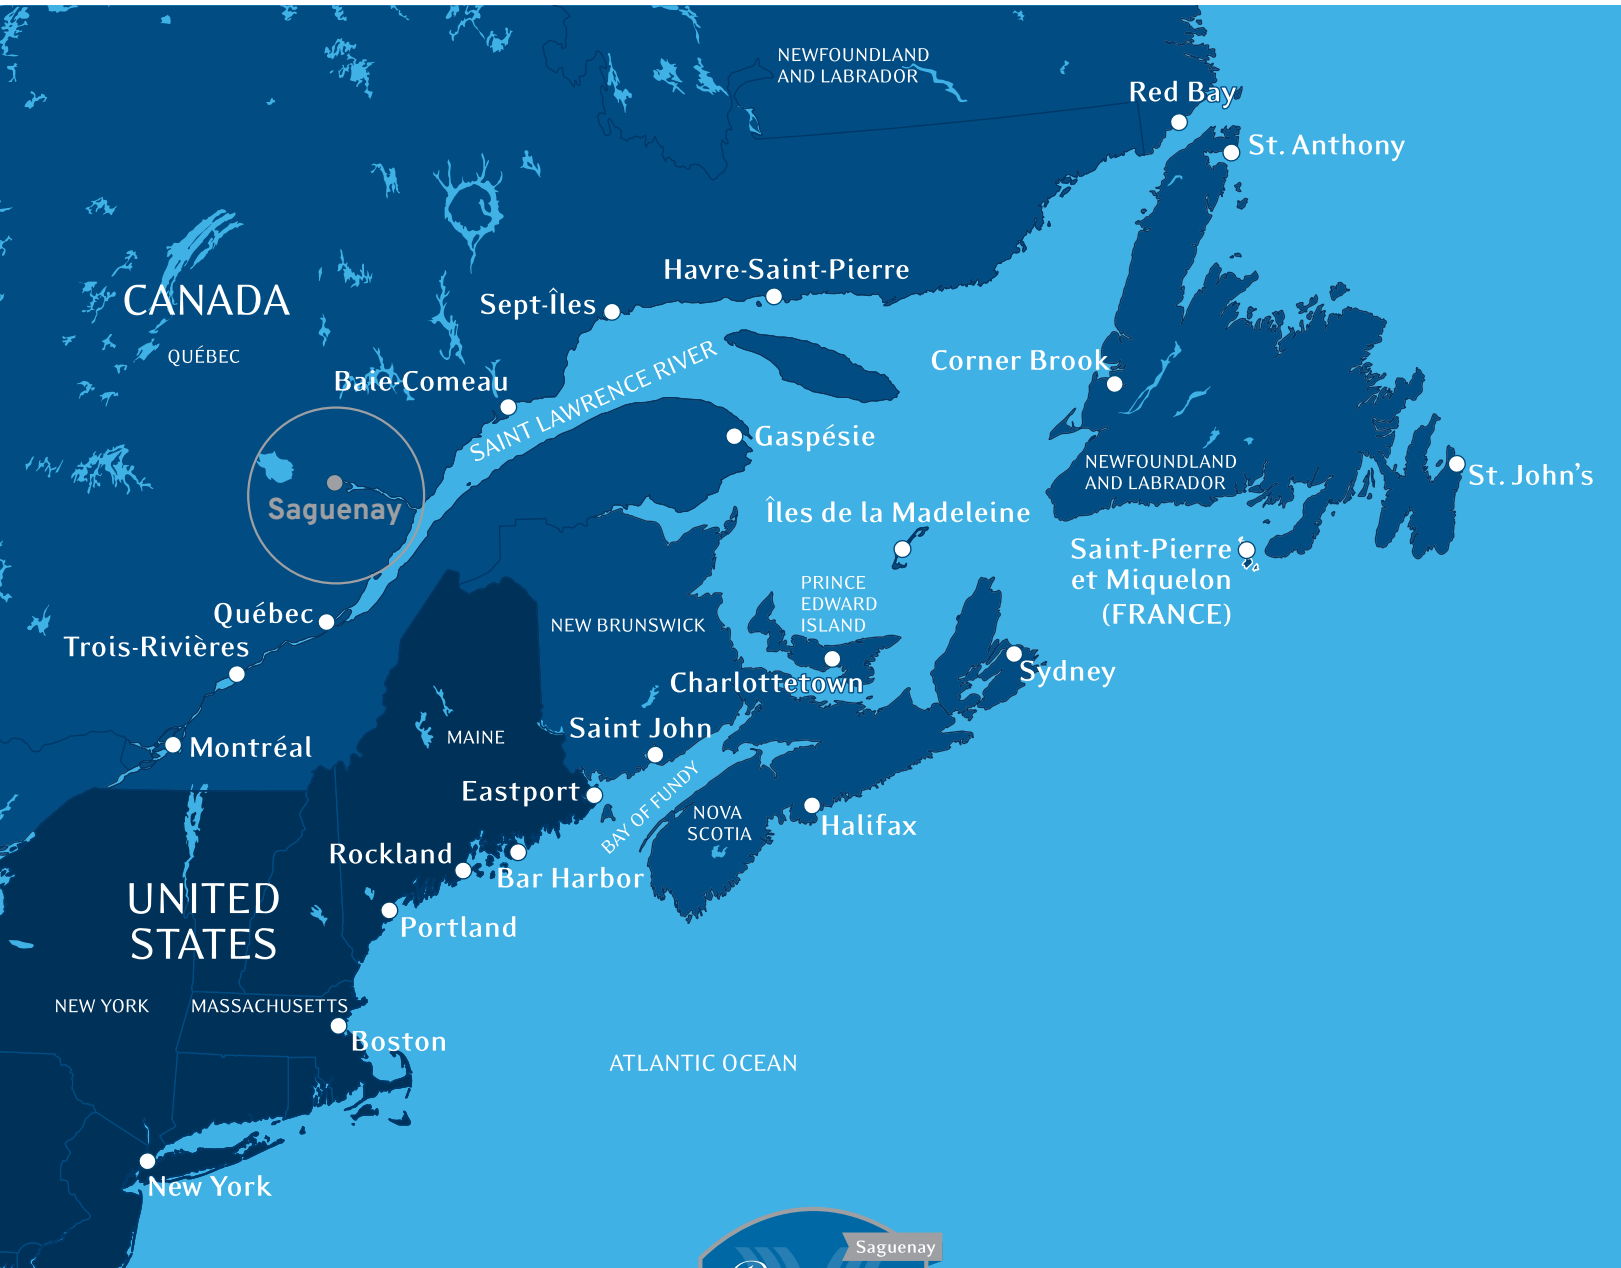 NEWFOUNDLAND
AND LABRADOR
Red Bay
St. Anthony
Havre-Saint-Pierre
CANADA
Sept-Îles
QUÉBEC
SAINT LAWRENCE RIVER
Corner Brook
Baie-Comeau
Gaspésie
NEWFOUNDLAND
AND LABRADOR
St. John's
Saguenay
Îles de la Madeleine
Saint-Pierre
et Miquelon
(FRANCE)
PRINCE
EDWARD
ISLAND
Québec
NEW BRUNSWICK
Trois-Rivières
Sydney
Charlottetown
Saint John
MAINE
Montréal
Eastport
BAY OF FUNDY
NOVA
SCOTIA
Halifax
Rockland
Bar Harbor
UNITED
STATES
Portland
NEW YORK
MASSACHUSETTS
Boston
ATLANTIC OCEAN
New York
Saguenay